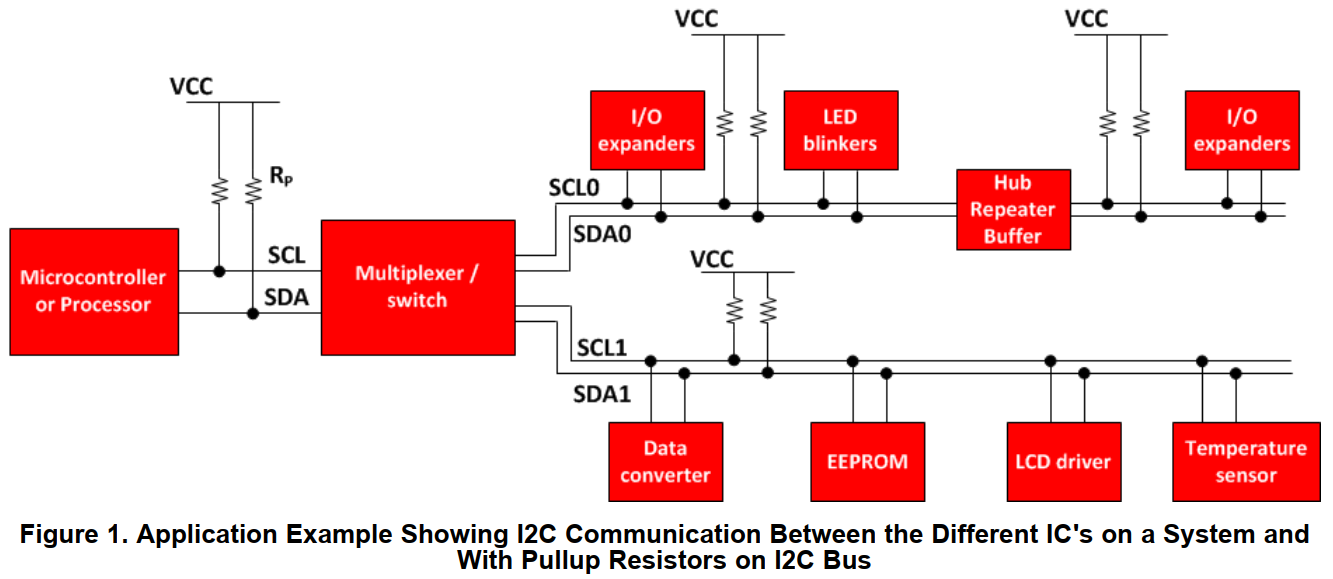 VCC
VCC
VCC
I/O
expanders
LED
blinkers
I/O
expanders
RP
SCL0
SDA0
Hub
Repeater
Buffer
Microcontroller
or Processor
SCL
SDA
Multiplexer /
switch
VCC
SCL1
SDA1
Data
converter
EEPROM
LCD driver
Temperature
sensor
Figure 1. Application Example Showing I2C Communication Between the Different IC's on a System and
With Pullup Resistors on I2C Bus